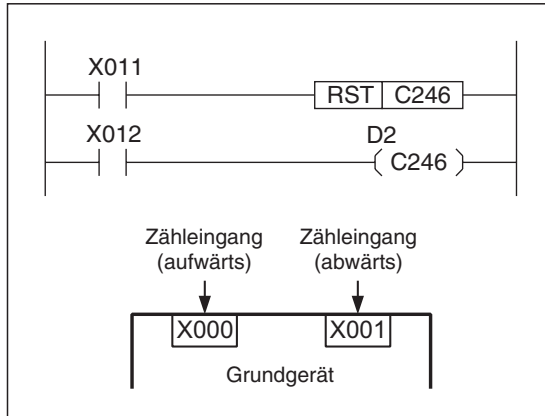 X011
RST C246
X012
D2
C246
Zähleingang
(aufwärts)
Zähleingang
(abwärts)
X000
X001
Grundgerät